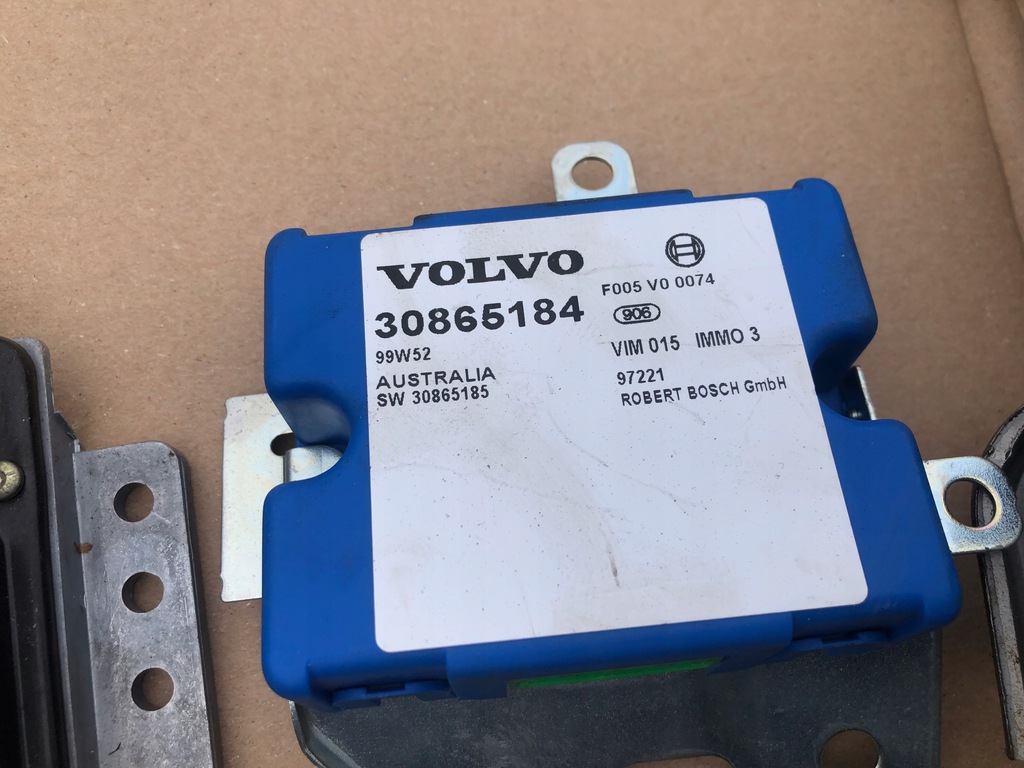 VOLVO
30865184
99W52
AUSTRALIA
SW 30865185
F005 V0 0074
906
VIM 015 IMMO 3
97221
ROBERT BOSCH GmbH